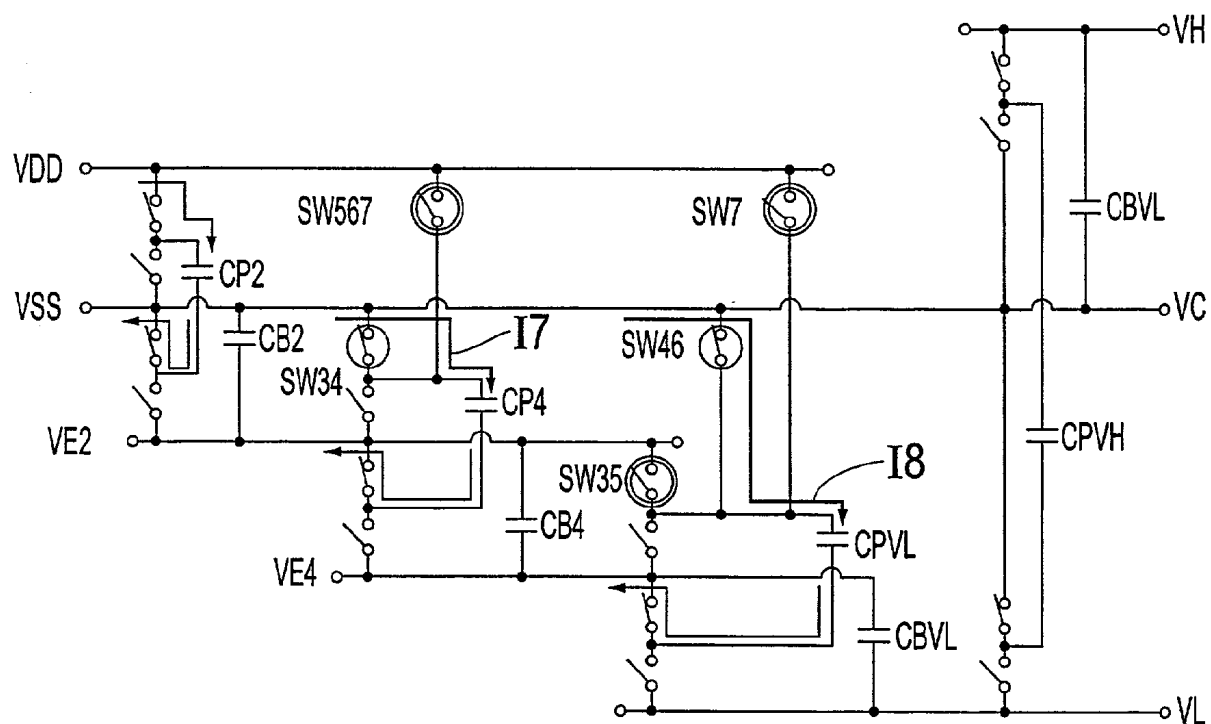 VH
VDD
SW567
SW7
CBVL
CP2
VSS
VC
CB2
I7
SW46
SW34
CP4
CPVH
VE2
I8
SW35
CB4
CPVL
VE4
CBVL
VL